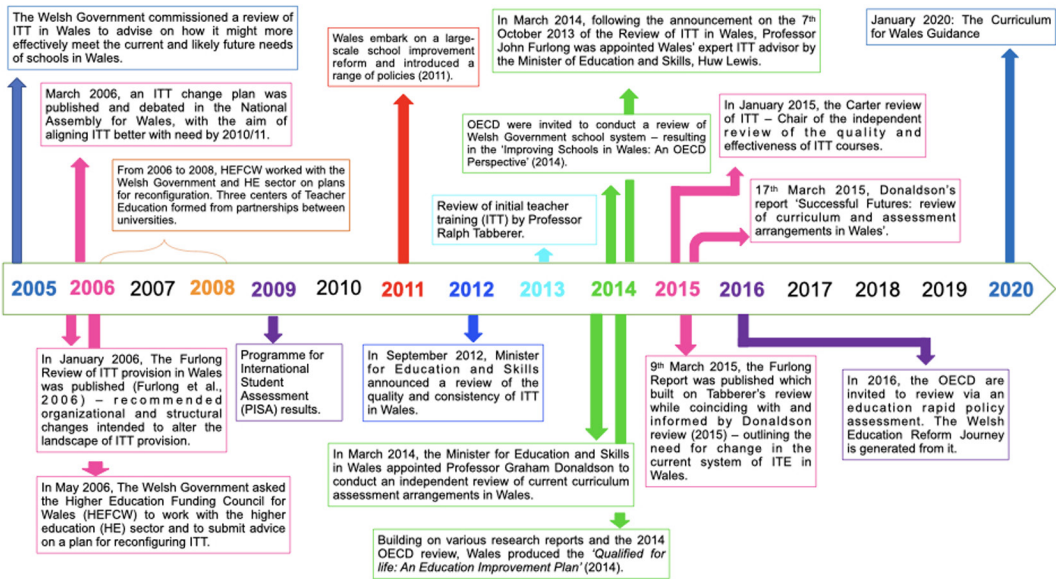 The Welsh Government commissioned a review of
ITT in Wales to advise on how it might more
effectively meet the current and likely future needs
of schools in Wales.
March 2006, an ITT change plan was
published and debated in the National
Assembly for Wales, with the aim of
aligning ITT better with need by 2010/11.
From 2006 to 2008, HEFCW worked with the
Welsh Government and HE sector on plans
for reconfiguration. Three centers of Teacher
Education formed from partnerships between
universities.
Wales embark on a large-
scale school improvement
reform and introduced a
range of policies (2011).
In March 2014, following the announcement on the 7th
October 2013 of the Review of ITT in Wales, Professor
John Furlong was appointed Wales' expert ITT advisor by
the Minister of Education and Skills, Huw Lewis.
OECD were invited to conduct a review of
Welsh Government school system – resulting
in the 'Improving Schools in Wales: An OECD
Perspective' (2014).
Review of initial teacher
training (ITT) by Professor
Ralph Tabberer.
In January 2015, the Carter review
of ITT – Chair of the independent
review of the quality and
effectiveness of ITT courses.
17th March 2015, Donaldson's
report 'Successful Futures: review
of curriculum and assessment
arrangements in Wales'.
January 2020: The Curriculum
for Wales Guidance
2005 2006 2007 2008 2009 2010 2011 2012 2013 2014 2015 2016 2017 2018 2019 2020
In January 2006, The Furlong
Review of ITT provision in Wales
was published (Furlong et al.,
2006) – recommended
organizational and structural
changes intended to alter the
landscape of ITT provision.
In May 2006, The Welsh Government asked
the Higher Education Funding Council for
Wales (HEFCW) to work with the higher
education (HE) sector and to submit advice
on a plan for reconfiguring ITT.
Programme for
International
Student
Assessment
(PISA) results.
In September 2012, Minister
for Education and Skills
announced a review of the
quality and consistency of ITT
in Wales.
In March 2014, the Minister for Education and Skills
in Wales appointed Professor Graham Donaldson to
conduct an independent review of current curriculum
assessment arrangements in Wales.
Building on various research reports and the 2014
OECD review, Wales produced the 'Qualified for
life: An Education Improvement Plan' (2014).
9th March 2015, the Furlong
Report was published which
built on Tabberer's review
while coinciding with and
informed by Donaldson
review (2015) – outlining the
need for change in the
current system of ITE in
Wales.
In 2016, the OECD are
invited to review via an
education rapid policy
assessment. The Welsh
Education Reform Journey
is generated from it.